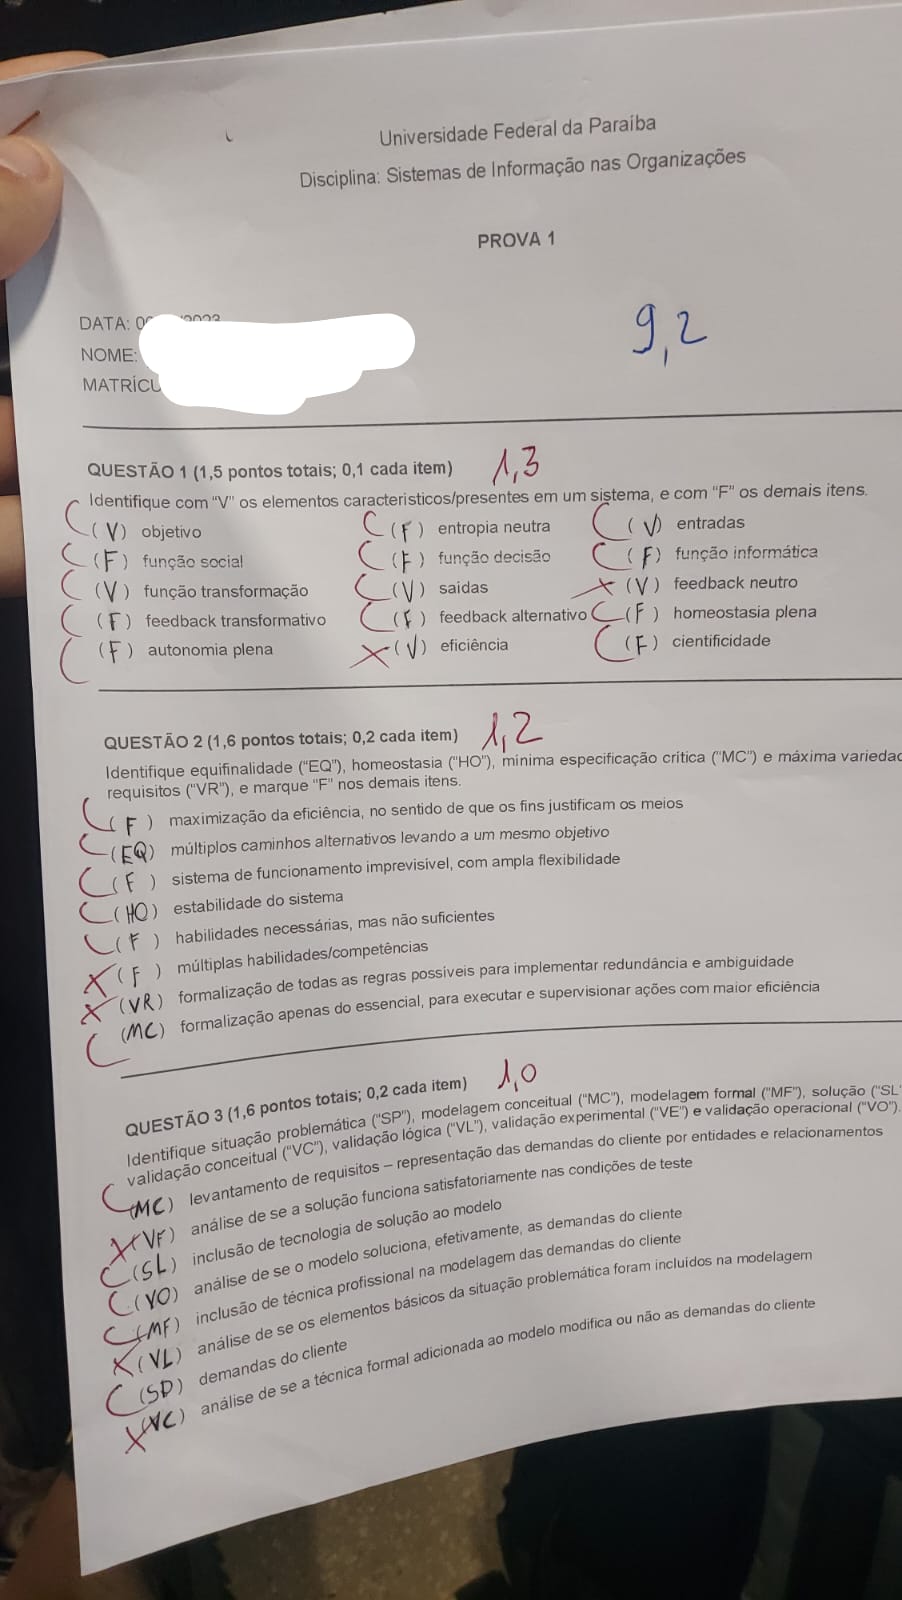 Universidade Federal da Paraíba
Disciplina: Sistemas de Informação nas Organizações
PROVA 1
DATA: 0
9,2
NOME:
MATRÍCU
QUESTÃO 1 (1,5 pontos totais; 0,1 cada item) 1,3
Identifique com “V” os elementos característicos/presentes em um sistema, e com “F” os demais itens.
C (V) objetivo C (F) entropia neutra C (V) entradas
C (F) função social C (F) função decisão C (F) função informática
C (V) função transformação C (V) saidas X (V) feedback neutro
C (F) feedback transformativo C (F) feedback alternativo C (F) homeostasia plena
C (F) autonomia plena X (V) eficiência C (F) cientificidade
QUESTÃO 2 (1,6 pontos totais; 0,2 cada item) 1,2
Identifique equifinalidade (“EQ”), homeostasia (“HO”), mínima especificação crítica (“MC”) e máxima variedad
requisitos (“VR”), e marque “F” nos demais itens.
C (F) maximização da eficiência, no sentido de que os fins justificam os meios
C (EQ) múltiplos caminhos alternativos levando a um mesmo objetivo
C (F) sistema de funcionamento imprevisível, com ampla flexibilidade
C (HO) estabilidade do sistema
C (F) habilidades necessárias, mas não suficientes
X (F) múltiplas habilidades/competências
X (VR) formalização de todas as regras possíveis para implementar redundância e ambiguidade
C (MC) formalização apenas do essencial, para executar e supervisionar ações com maior eficiência
QUESTÃO 3 (1,6 pontos totais; 0,2 cada item) 1,0
Identifique situação problemática (“SP”), modelagem conceitual (“MC”), modelagem formal (“MF”), solução (“SL”
validação conceitual (“VC”), validação lógica (“VL”), validação experimental (“VE”) e validação operacional (“VO”).
C (MC) levantamento de requisitos – representação das demandas do cliente por entidades e relacionamentos
X (VF) análise de se a solução funciona satisfatoriamente nas condições de teste
C (SL) inclusão de tecnologia de solução ao modelo
C (VO) análise de se o modelo soluciona, efetivamente, as demandas do cliente
C (MF) inclusão de técnica profissional na modelagem das demandas do cliente
X (VL) análise de se os elementos básicos da situação problemática foram incluídos na modelagem
C (SP) demandas do cliente
X (VC) análise de se a técnica formal adicionada ao modelo modifica ou não as demandas do cliente